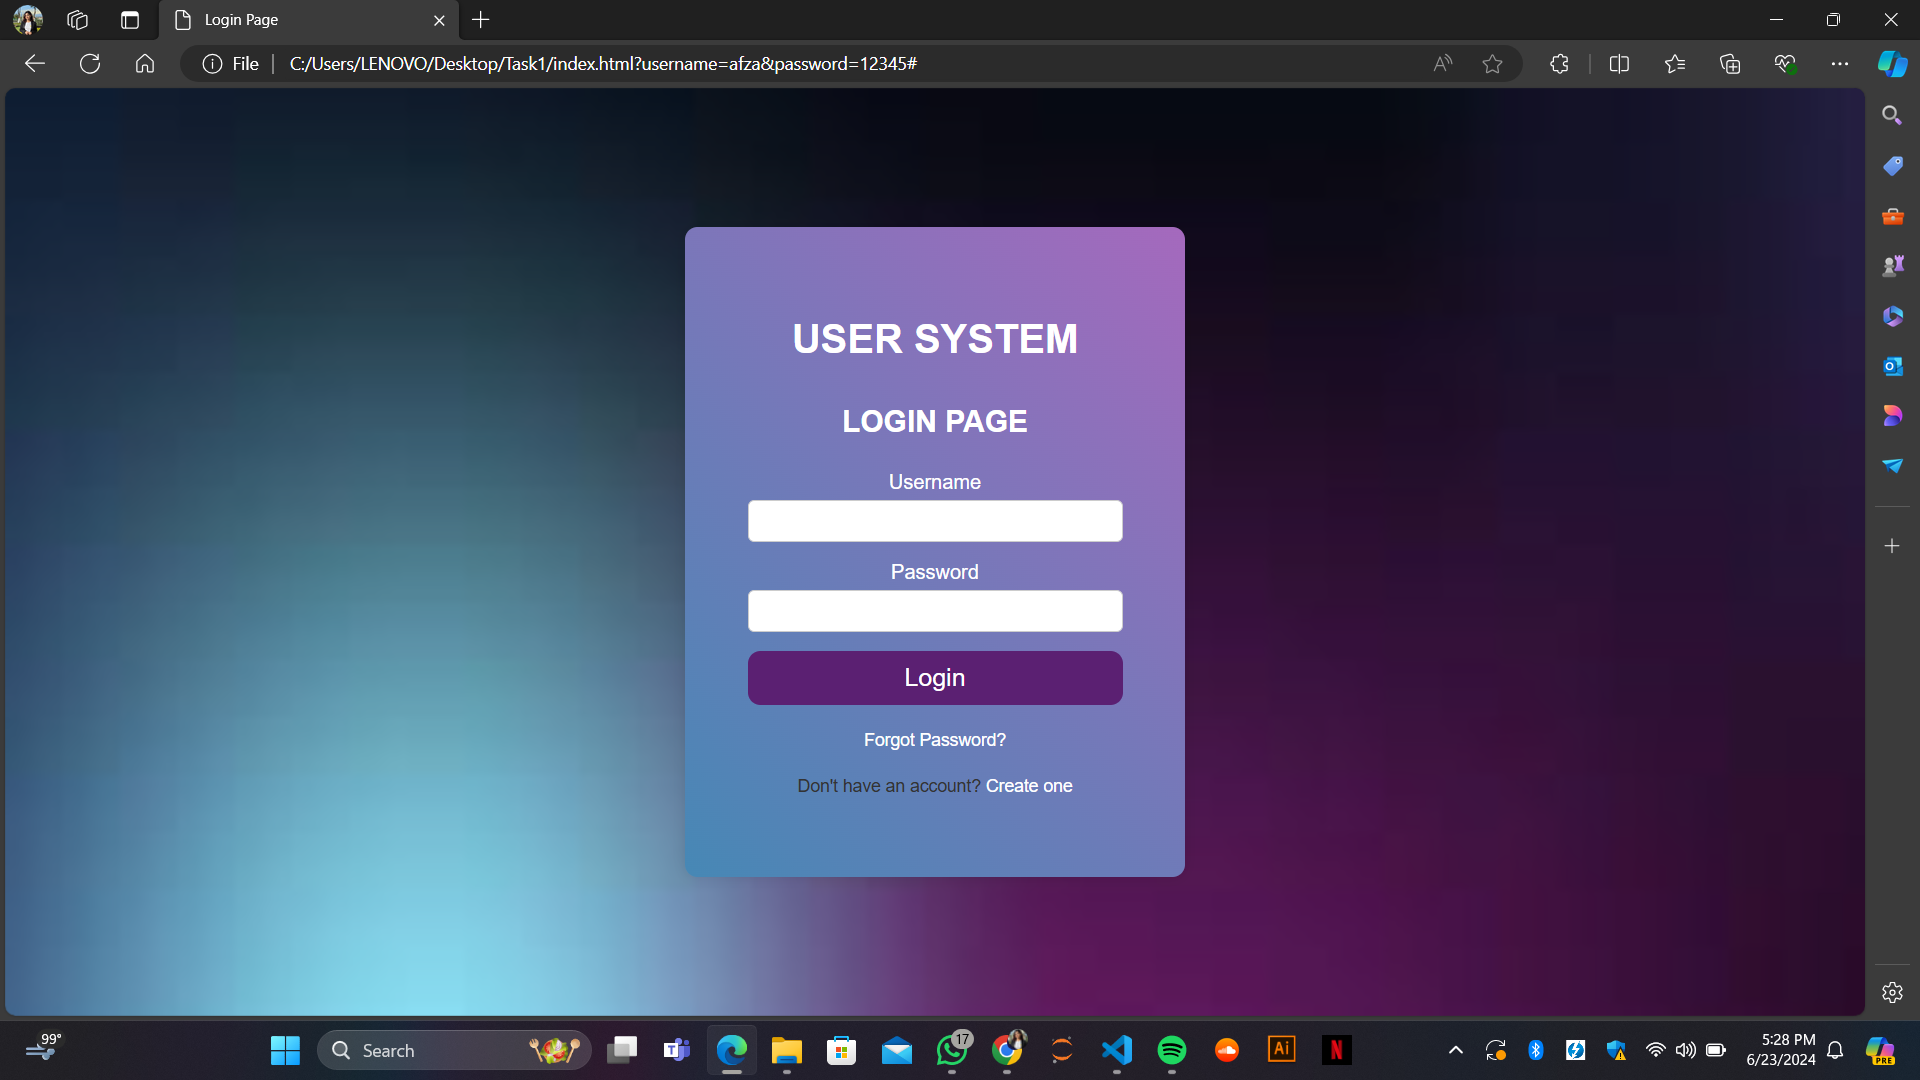 Login Page
File
C:/Users/LENOVO/Desktop/Task1/index.html?username=afza&password=12345#
USER SYSTEM
LOGIN PAGE
Username
Password
Login
Forgot Password?
Don't have an account? Create one
99°
Search
17
Ai
N
5:28 PM
6/23/2024
PRE